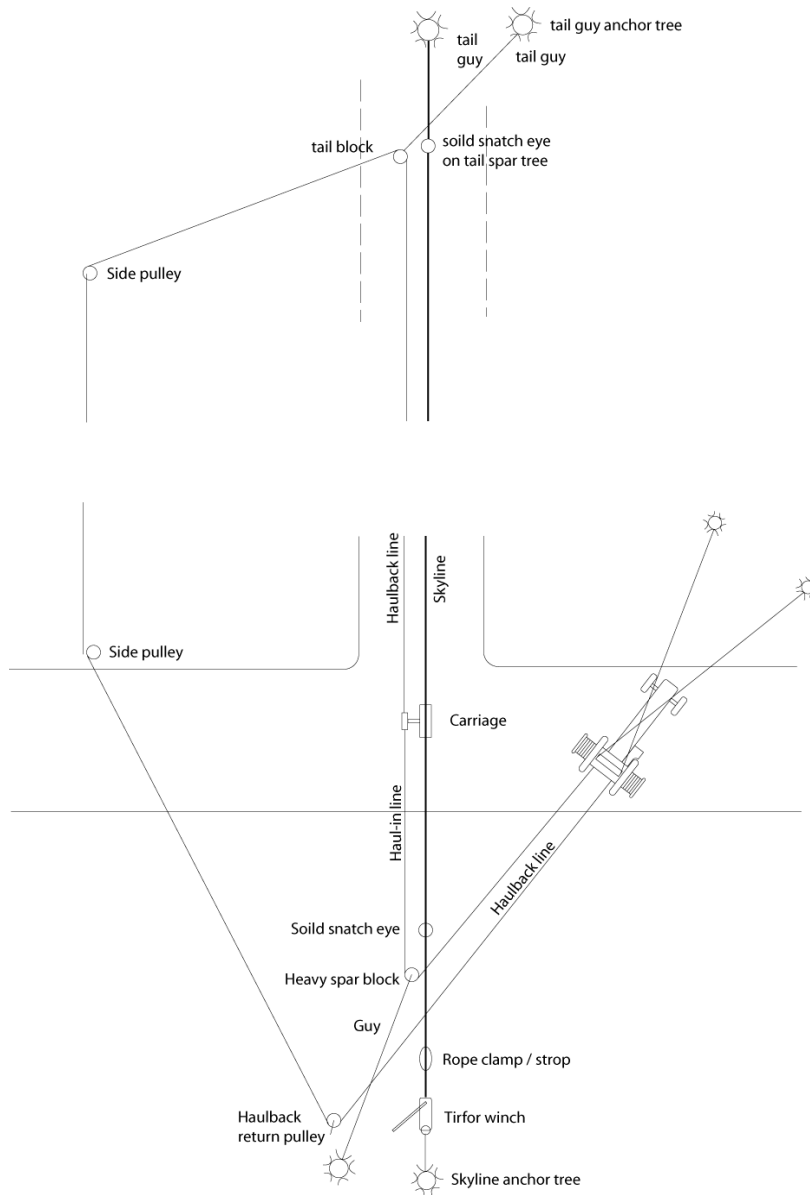 tail
guy
tail guy anchor tree
tail guy
tail block
soild snatch eye
on tail spar tree
Side pulley
Haulback line
Skyline
Side pulley
Carriage
Haul-in line
Haulback line
Soild snatch eye
Heavy spar block
Guy
Rope clamp / strop
Haulback
return pulley
Tirfor winch
Skyline anchor tree